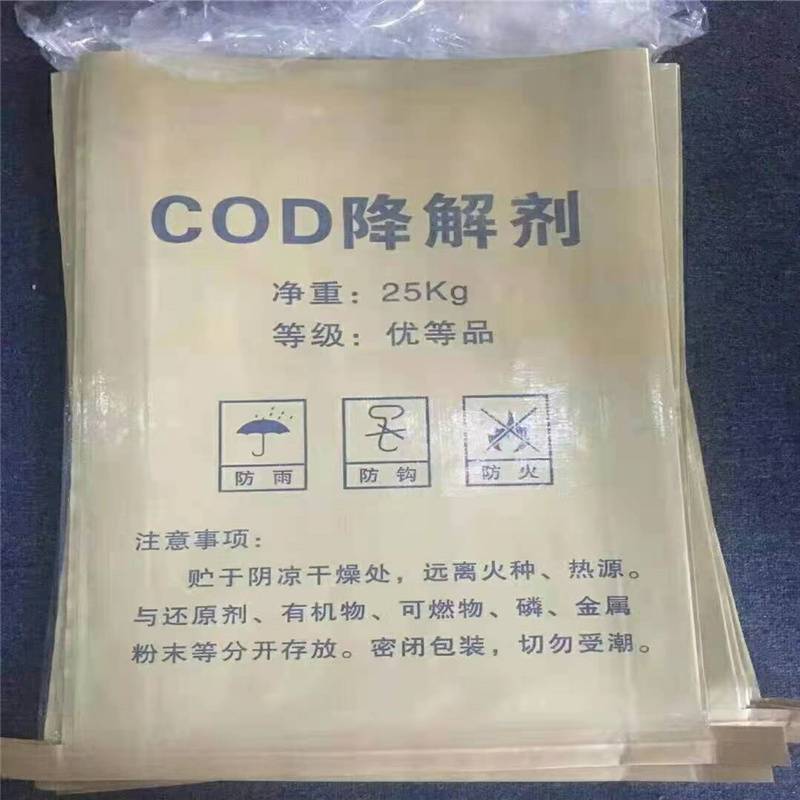 COD降解剂
净重：25Kg
等级：优等品
防雨 防钩 防火
注意事项：
贮于阴凉干燥处，远离火种、热源。
与还原剂、有机物、可燃物、磷、金属
粉末等分开存放。密闭包装，切勿受潮。